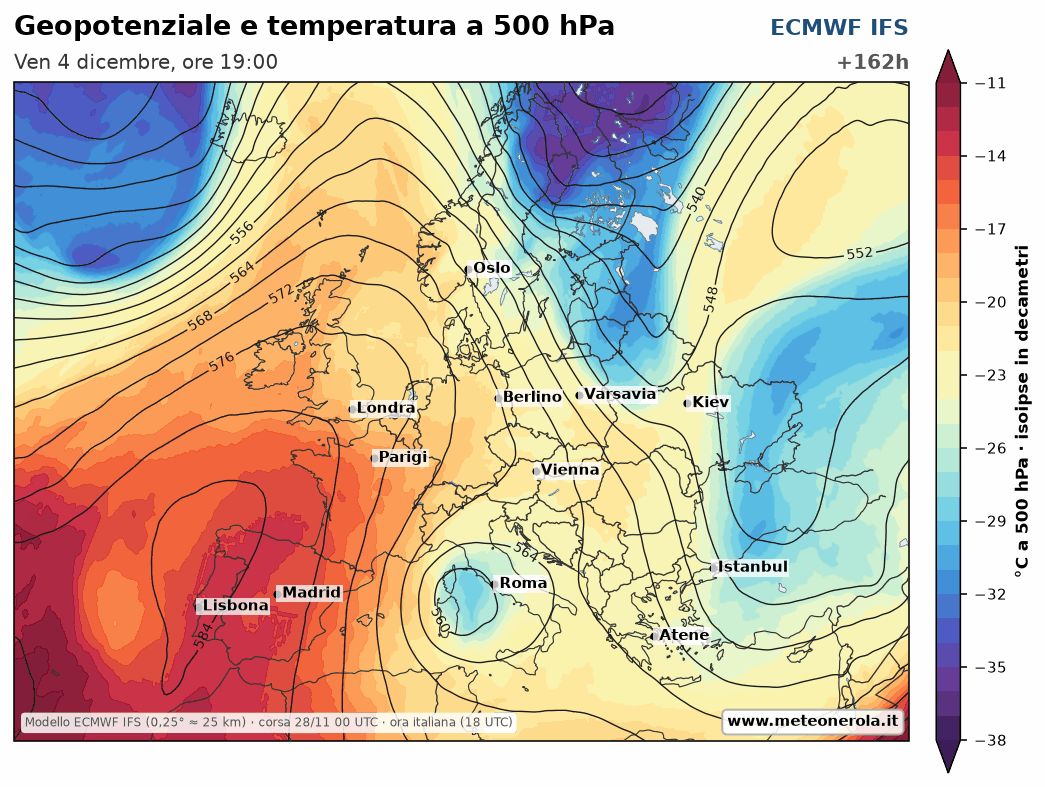 Geopotenziale e temperatura a 500 hPa
ECMWF IFS
Ven 4 dicembre, ore 19:00
+162h
−11
−14
−17
−20
−23
−26
−29
−32
−35
−38
°C a 500 hPa · isoipse in decametri
540
556
552
564
572
548
568
576
Oslo
Berlino
Varsavia
Kiev
Londra
Parigi
Vienna
564
Istanbul
Roma
Madrid
Lisbona
560
584
Atene
Modello ECMWF IFS (0,25° ≈ 25 km) · corsa 28/11 00 UTC · ora italiana (18 UTC)
www.meteonerola.it